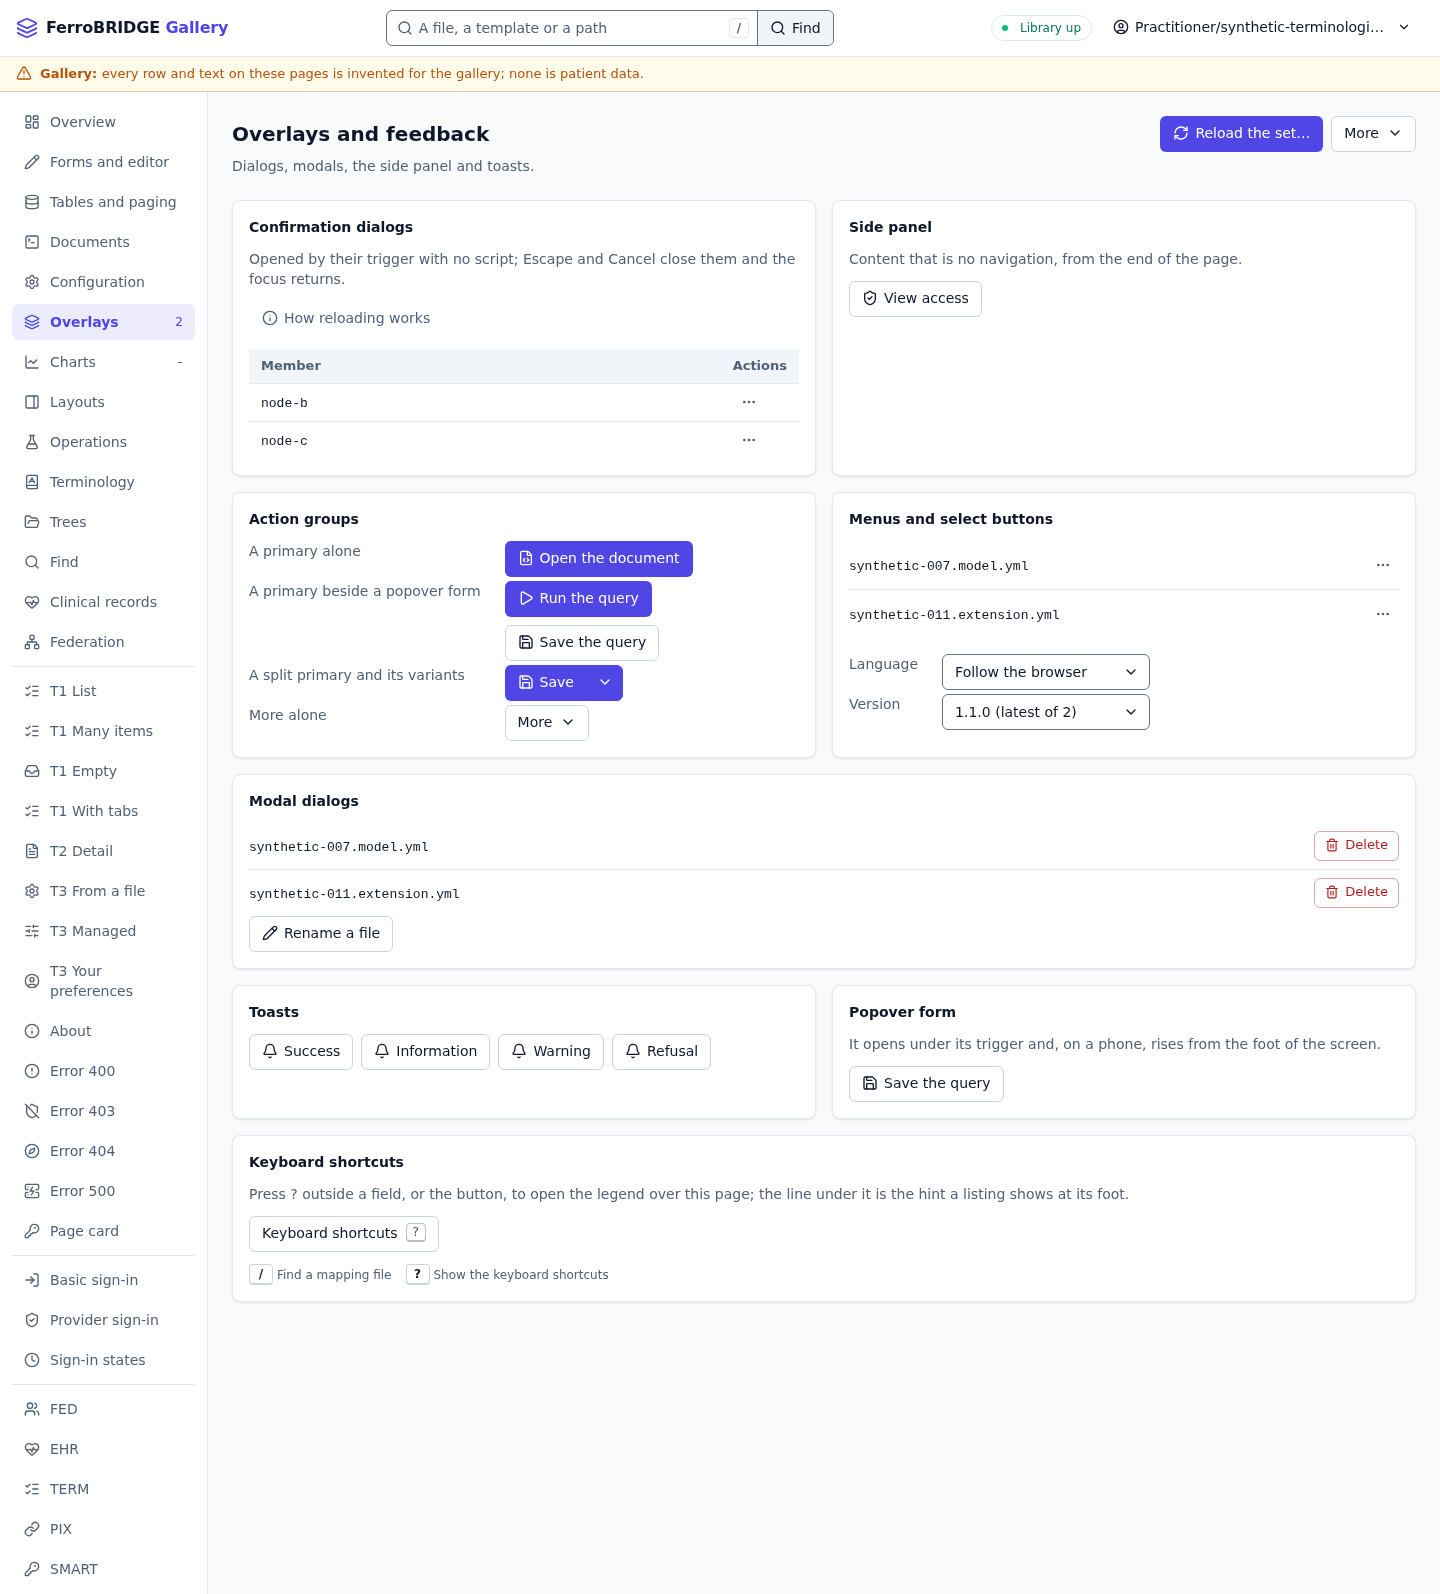 FerroBRIDGE Gallery
A file, a template or a path
/
Find
Library up
Practitioner/synthetic-terminologi...
Gallery: every row and text on these pages is invented for the gallery; none is patient data.
Overview
Forms and editor
Tables and paging
Documents
Configuration
Overlays 2
Charts –
Layouts
Operations
Terminology
Trees
Find
Clinical records
Federation
T1 List
T1 Many items
T1 Empty
T1 With tabs
T2 Detail
T3 From a file
T3 Managed
T3 Your
preferences
About
Error 400
Error 403
Error 404
Error 500
Page card
Basic sign-in
Provider sign-in
Sign-in states
FED
EHR
TERM
PIX
SMART
Overlays and feedback
Reload the set...
More
Dialogs, modals, the side panel and toasts.
Confirmation dialogs
Opened by their trigger with no script; Escape and Cancel close them and the
focus returns.
How reloading works
Member Actions
node-b
node-c
Side panel
Content that is no navigation, from the end of the page.
View access
Action groups
A primary alone
Open the document
A primary beside a popover form
Run the query
Save the query
A split primary and its variants
Save
More alone
More
Menus and select buttons
synthetic-007.model.yml
synthetic-011.extension.yml
Language
Follow the browser
Version
1.1.0 (latest of 2)
Modal dialogs
synthetic-007.model.yml
Delete
synthetic-011.extension.yml
Delete
Rename a file
Toasts
Success
Information
Warning
Refusal
Popover form
It opens under its trigger and, on a phone, rises from the foot of the screen.
Save the query
Keyboard shortcuts
Press ? outside a field, or the button, to open the legend over this page; the line under it is the hint a listing shows at its foot.
Keyboard shortcuts ?
/ Find a mapping file ? Show the keyboard shortcuts